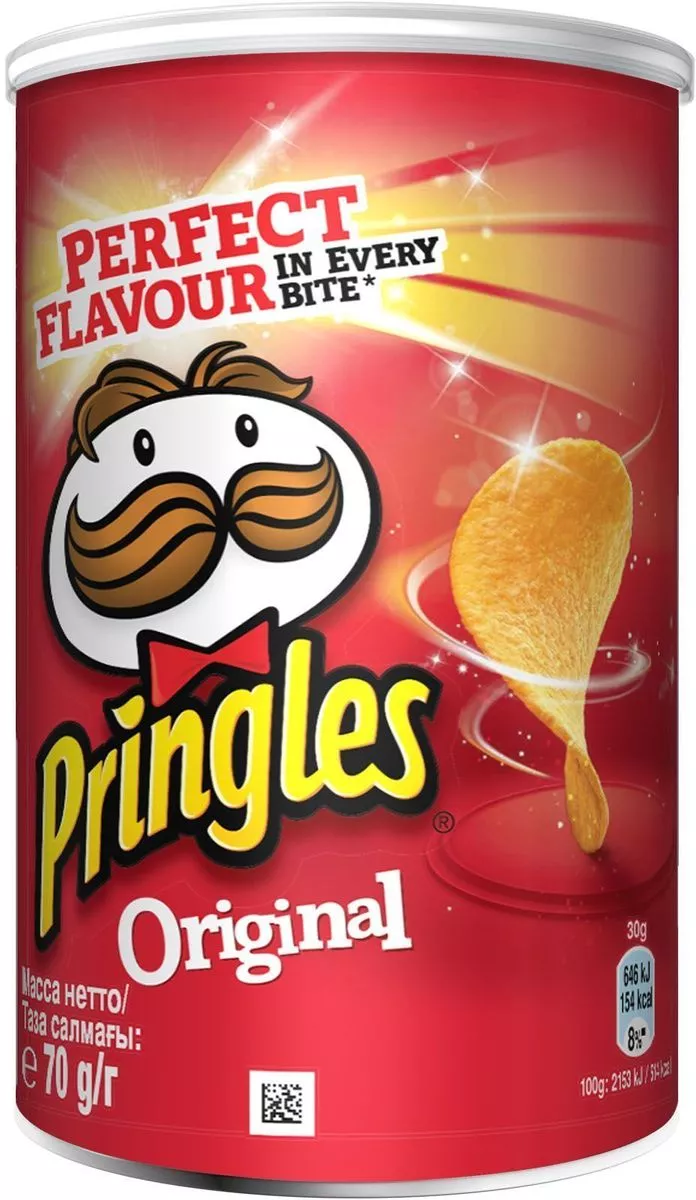 PERFECT
FLAVOUR
IN EVERY
BITE*
Pringles®
Original
Масса нетто/
Таза салмағы:
℮ 70 g/г
30g
646 kJ
154 kcal
8%
100g: 2153 kJ /